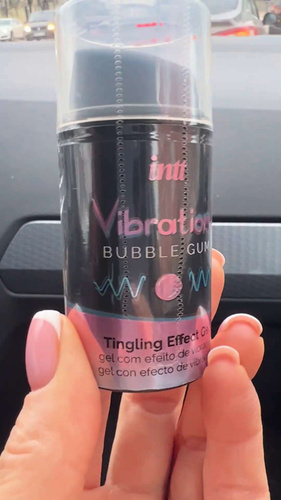 intt
Vibration
BUBBLE GUM
Tingling Effect
gel com efeito de
gel con efecto de